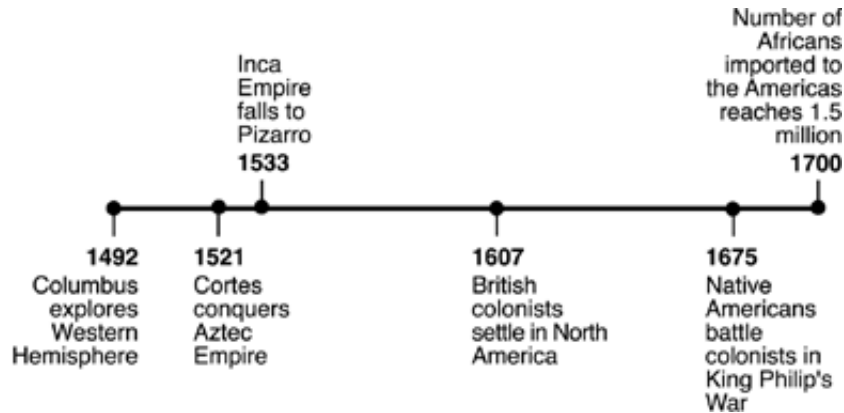 Inca
Empire
falls to
Pizarro
1533
Number of
Africans
imported to
the Americas
reaches 1.5
million
1700
1492
Columbus
explores
Western
Hemisphere
1521
Cortes
conquers
Aztec
Empire
1607
British
colonists
settle in North
America
1675
Native
Americans
battle
colonists in
King Philip's
War